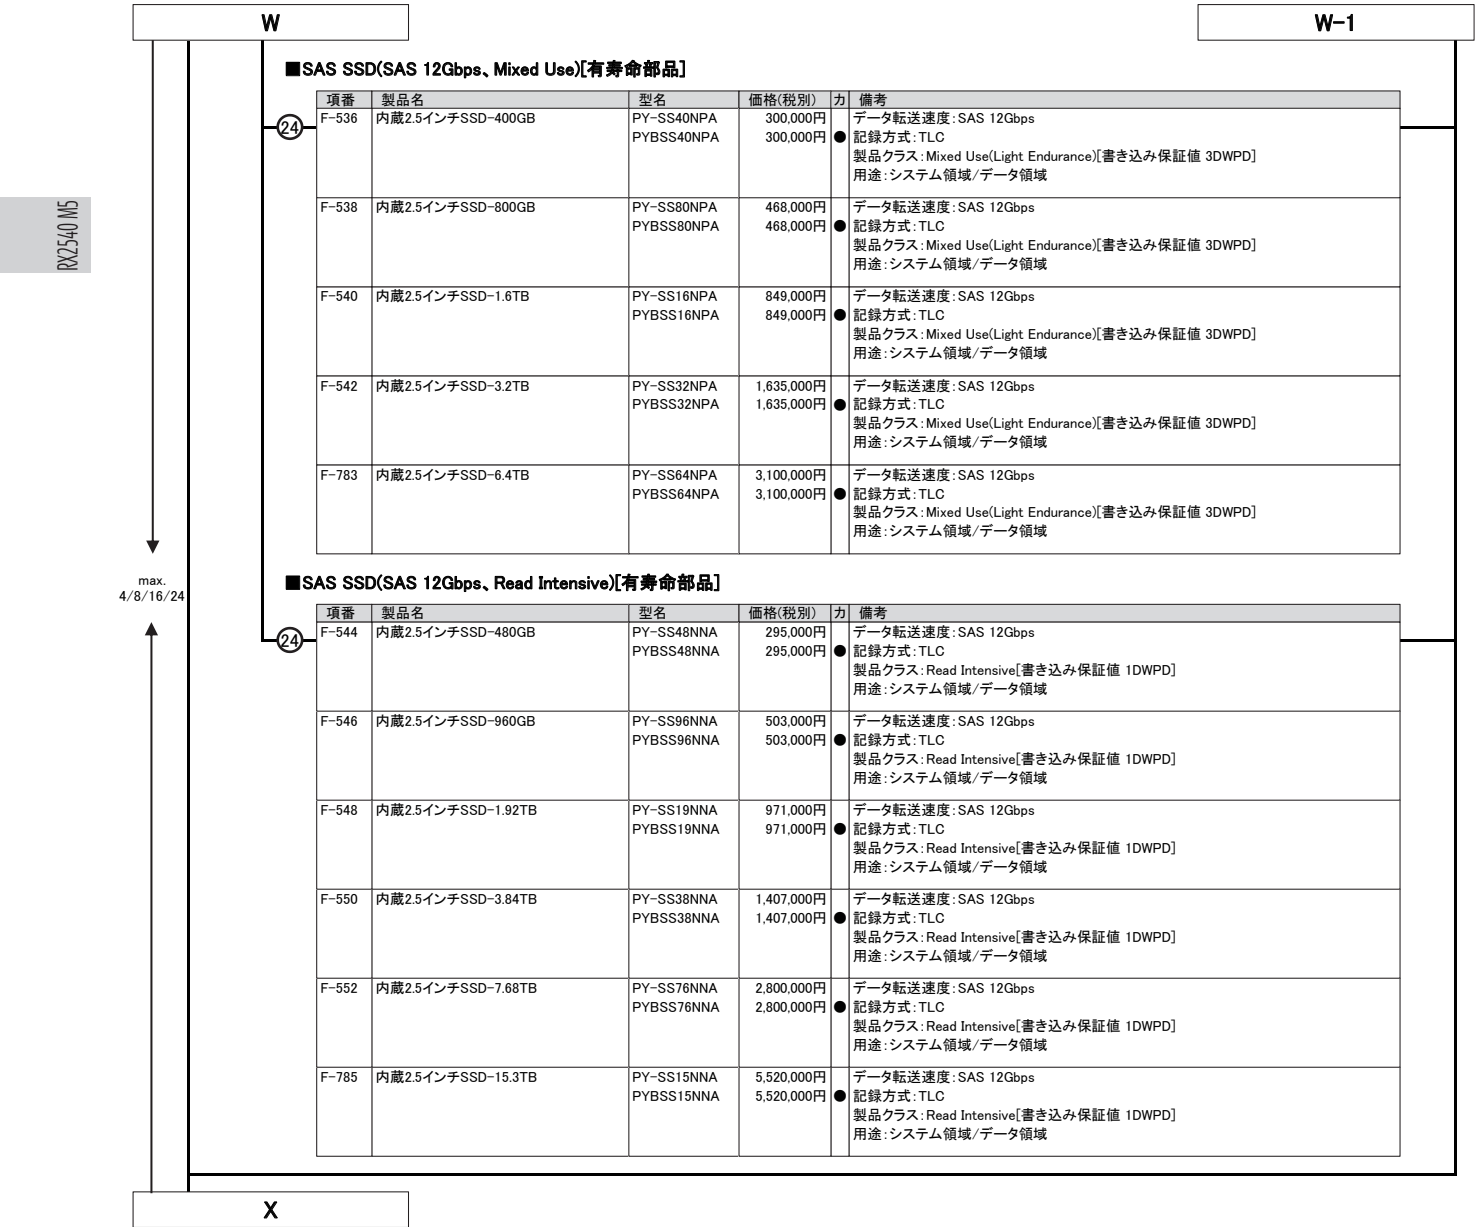 W
W-1
■SAS SSD(SAS 12Gbps、Mixed Use)[有寿命部品]
項番 製品名 型名 価格(税別) カ 備考
24
F-536 内蔵2.5インチSSD-400GB PY-SS40NPA 300,000円 データ転送速度:SAS 12Gbps
PYBSS40NPA 300,000円 ● 記録方式:TLC
製品クラス:Mixed Use(Light Endurance)[書き込み保証値 3DWPD]
用途:システム領域/データ領域
F-538 内蔵2.5インチSSD-800GB PY-SS80NPA 468,000円 データ転送速度:SAS 12Gbps
PYBSS80NPA 468,000円 ● 記録方式:TLC
製品クラス:Mixed Use(Light Endurance)[書き込み保証値 3DWPD]
用途:システム領域/データ領域
RX2540 M5
F-540 内蔵2.5インチSSD-1.6TB PY-SS16NPA 849,000円 データ転送速度:SAS 12Gbps
PYBSS16NPA 849,000円 ● 記録方式:TLC
製品クラス:Mixed Use(Light Endurance)[書き込み保証値 3DWPD]
用途:システム領域/データ領域
F-542 内蔵2.5インチSSD-3.2TB PY-SS32NPA 1,635,000円 データ転送速度:SAS 12Gbps
PYBSS32NPA 1,635,000円 ● 記録方式:TLC
製品クラス:Mixed Use(Light Endurance)[書き込み保証値 3DWPD]
用途:システム領域/データ領域
F-783 内蔵2.5インチSSD-6.4TB PY-SS64NPA 3,100,000円 データ転送速度:SAS 12Gbps
PYBSS64NPA 3,100,000円 ● 記録方式:TLC
製品クラス:Mixed Use(Light Endurance)[書き込み保証値 3DWPD]
用途:システム領域/データ領域
max.
4/8/16/24
■SAS SSD(SAS 12Gbps、Read Intensive)[有寿命部品]
項番 製品名 型名 価格(税別) カ 備考
24
F-544 内蔵2.5インチSSD-480GB PY-SS48NNA 295,000円 データ転送速度:SAS 12Gbps
PYBSS48NNA 295,000円 ● 記録方式:TLC
製品クラス:Read Intensive[書き込み保証値 1DWPD]
用途:システム領域/データ領域
F-546 内蔵2.5インチSSD-960GB PY-SS96NNA 503,000円 データ転送速度:SAS 12Gbps
PYBSS96NNA 503,000円 ● 記録方式:TLC
製品クラス:Read Intensive[書き込み保証値 1DWPD]
用途:システム領域/データ領域
F-548 内蔵2.5インチSSD-1.92TB PY-SS19NNA 971,000円 データ転送速度:SAS 12Gbps
PYBSS19NNA 971,000円 ● 記録方式:TLC
製品クラス:Read Intensive[書き込み保証値 1DWPD]
用途:システム領域/データ領域
F-550 内蔵2.5インチSSD-3.84TB PY-SS38NNA 1,407,000円 データ転送速度:SAS 12Gbps
PYBSS38NNA 1,407,000円 ● 記録方式:TLC
製品クラス:Read Intensive[書き込み保証値 1DWPD]
用途:システム領域/データ領域
F-552 内蔵2.5インチSSD-7.68TB PY-SS76NNA 2,800,000円 データ転送速度:SAS 12Gbps
PYBSS76NNA 2,800,000円 ● 記録方式:TLC
製品クラス:Read Intensive[書き込み保証値 1DWPD]
用途:システム領域/データ領域
F-785 内蔵2.5インチSSD-15.3TB PY-SS15NNA 5,520,000円 データ転送速度:SAS 12Gbps
PYBSS15NNA 5,520,000円 ● 記録方式:TLC
製品クラス:Read Intensive[書き込み保証値 1DWPD]
用途:システム領域/データ領域
X